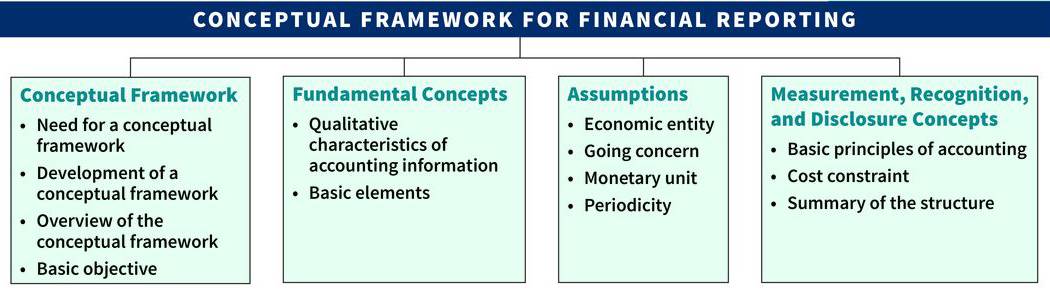 CONCEPTUAL FRAMEWORK FOR FINANCIAL REPORTING
Conceptual Framework
• Need for a conceptual
framework
• Development of a
conceptual framework
• Overview of the
conceptual framework
• Basic objective
Fundamental Concepts
• Qualitative
characteristics of
accounting information
• Basic elements
Assumptions
• Economic entity
• Going concern
• Monetary unit
• Periodicity
Measurement, Recognition,
and Disclosure Concepts
• Basic principles of accounting
• Cost constraint
• Summary of the structure